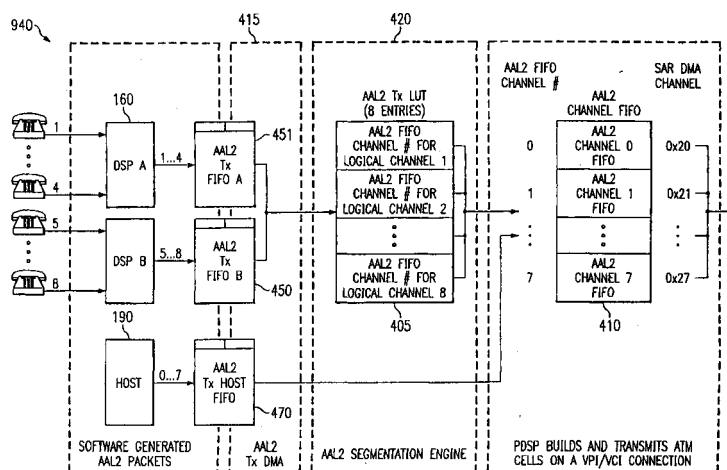 940
415
420
160
451
1
4
5
8
DSP A
1...4
AAL2
Tx
FIFO A
DSP B
5...8
AAL2
Tx
FIFO B
450
190
HOST
0...7
AAL2
Tx HOST
FIFO
470
AAL2 Tx LUT
(8 ENTRIES)
AAL2 FIFO
CHANNEL # FOR
LOGICAL CHANNEL 1
AAL2 FIFO
CHANNEL # FOR
LOGICAL CHANNEL 2
AAL2 FIFO
CHANNEL # FOR
LOGICAL CHANNEL 8
405
AAL2 FIFO
CHANNEL
#
0
1
7
AAL2
CHANNEL FIFO
AAL2
CHANNEL 0
FIFO
AAL2
CHANNEL 1
FIFO
AAL2
CHANNEL 7
FIFO
410
SAR DMA
CHANNEL
0x20
0x21
0x27
SOFTWARE GENERATED
AAL2 PACKETS
AAL2
Tx DMA
AAL2 SEGMENTATION ENGINE
PDSP BUILDS AND TRANSMITS ATM
CELLS ON A VPI/VCI CONNECTION